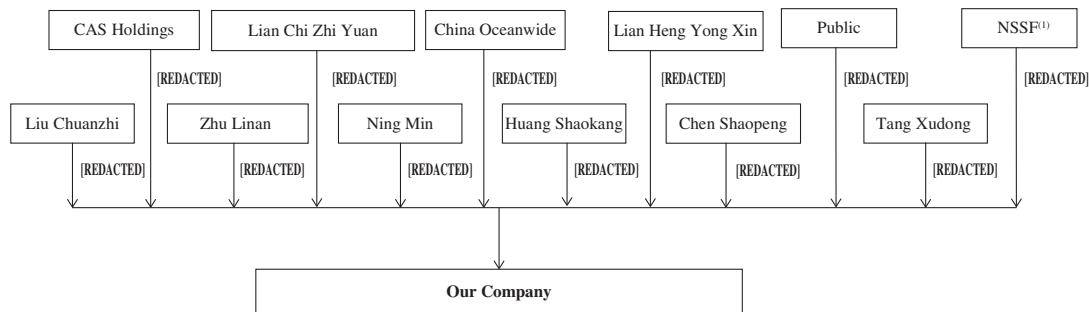 CAS Holdings
Lian Chi Zhi Yuan
China Oceanwide
Lian Heng Yong Xin
Public
NSSF(1)
[REDACTED]
[REDACTED]
[REDACTED]
[REDACTED]
[REDACTED]
[REDACTED]
Liu Chuanzhi
Zhu Linan
Ning Min
Huang Shaokang
Chen Shaopeng
Tang Xudong
[REDACTED]
[REDACTED]
[REDACTED]
[REDACTED]
[REDACTED]
[REDACTED]
Our Company